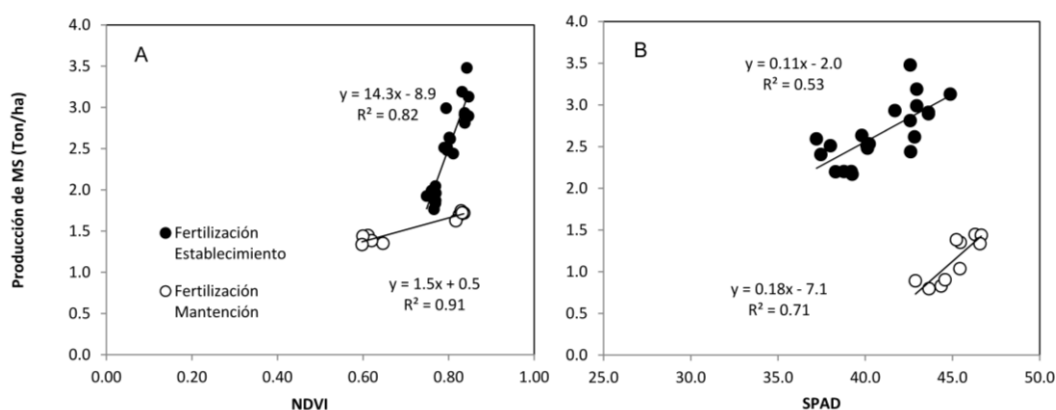 Producción de MS (Ton/ha)
4.0
3.5
3.0
2.5
2.0
1.5
1.0
0.5
0.0
A
y = 14.3x - 8.9
R² = 0.82
Fertilización
Establecimiento
Fertilización
Mantención
y = 1.5x + 0.5
R² = 0.91
0.00 0.20 0.40 0.60 0.80 1.00
NDVI
4.0
3.5
3.0
2.5
2.0
1.5
1.0
0.5
0.0
B
y = 0.11x - 2.0
R² = 0.53
y = 0.18x - 7.1
R² = 0.71
25.0 30.0 35.0 40.0 45.0 50.0
SPAD